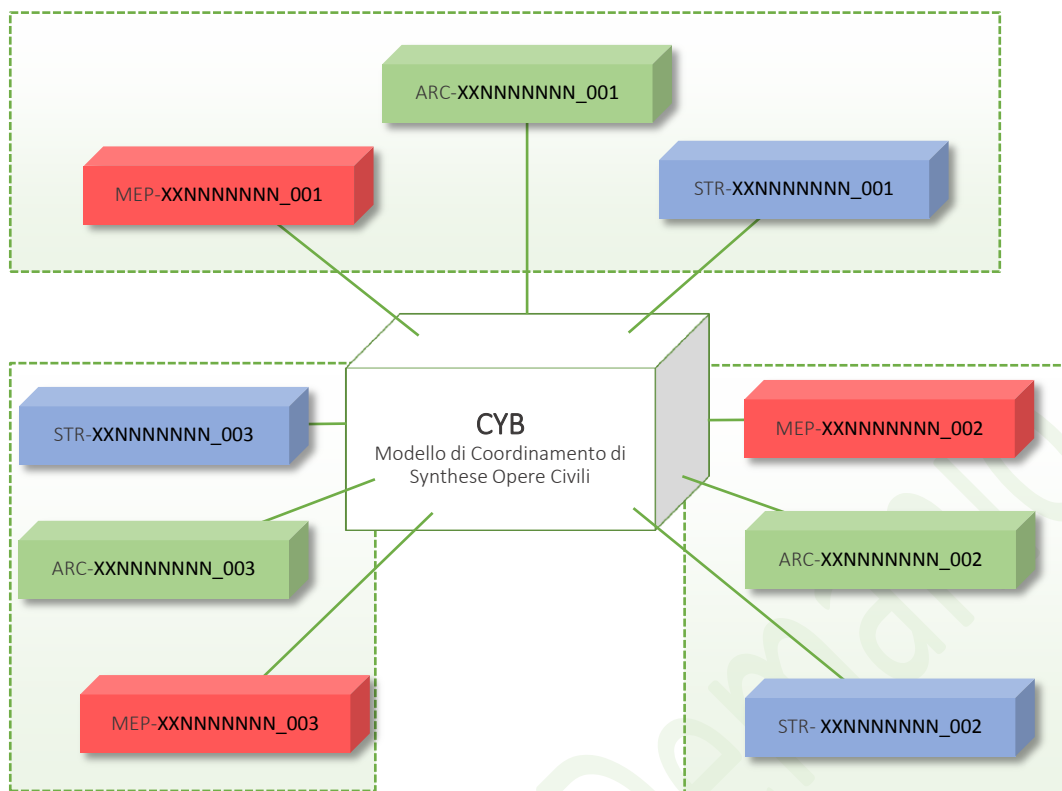 ARC-XXNNNNNNN_001
MEP-XXNNNNNNN_001
STR-XXNNNNNNN_001
STR-XXNNNNNNN_003
CYB
Modello di Coordinamento di
Synthese Opere Civili
MEP-XXNNNNNNN_002
ARC-XXNNNNNNN_003
ARC-XXNNNNNNN_002
MEP-XXNNNNNNN_003
STR- XXNNNNNNN_002